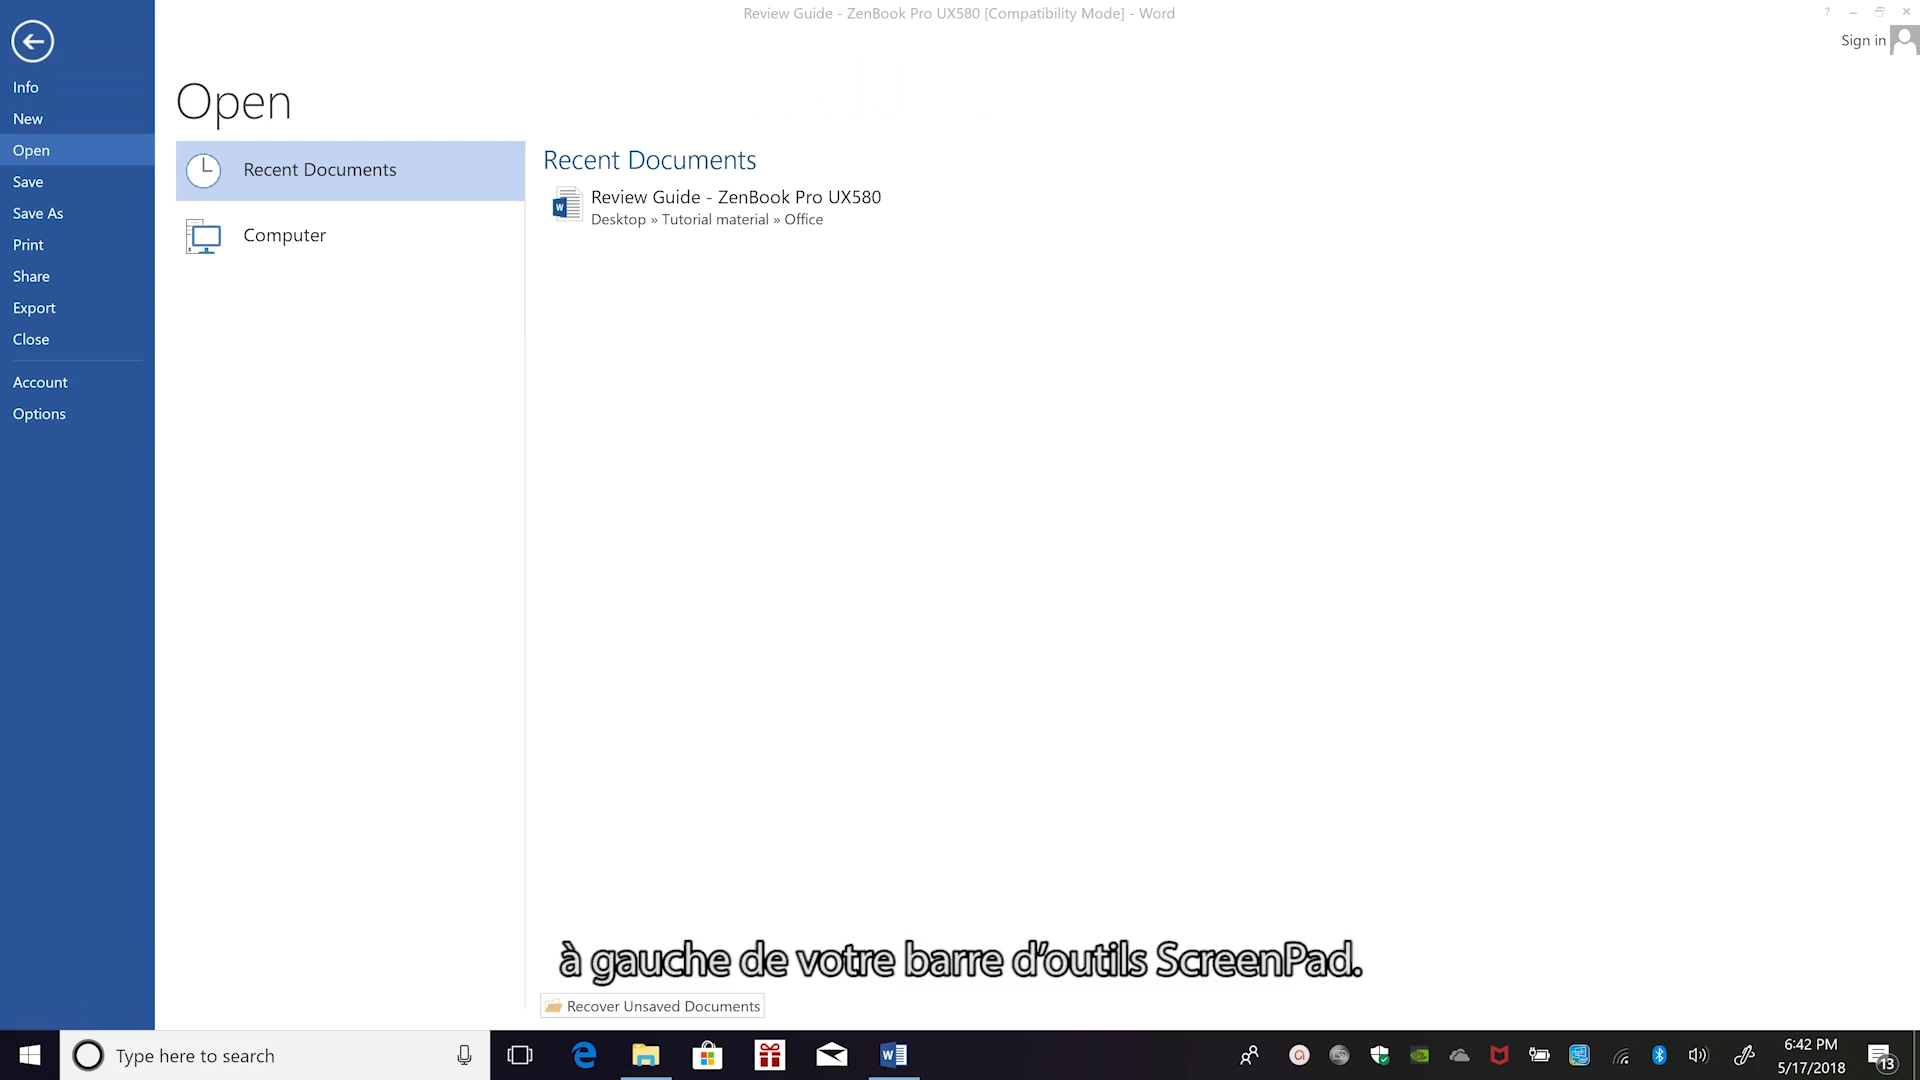 Review Guide - ZenBook Pro UX580 [Compatibility Mode] - Word
?
Sign in
Info
New
Open
Save
Save As
Print
Share
Export
Close
Account
Options
Open
Recent Documents
Computer
Recent Documents
Review Guide - ZenBook Pro UX580
Desktop » Tutorial material » Office
à gauche de votre barre d’outils ScreenPad.
Recover Unsaved Documents
Type here to search
6:42 PM
5/17/2018
13